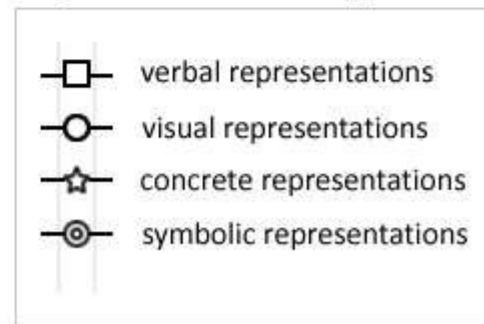 verbal representations
visual representations
concrete representations
symbolic representations